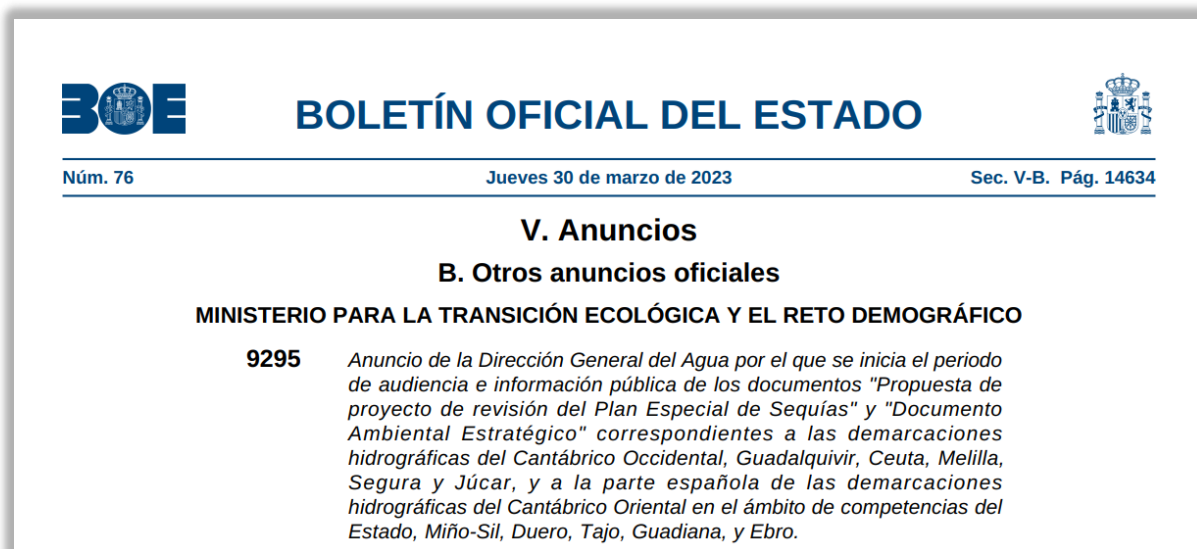 BOE
BOLETÍN OFICIAL DEL ESTADO
Núm. 76 Jueves 30 de marzo de 2023 Sec. V-B. Pág. 14634
V. Anuncios
B. Otros anuncios oficiales
MINISTERIO PARA LA TRANSICIÓN ECOLÓGICA Y EL RETO DEMOGRÁFICO
9295 Anuncio de la Dirección General del Agua por el que se inicia el periodo
de audiencia e información pública de los documentos "Propuesta de
proyecto de revisión del Plan Especial de Sequías" y "Documento
Ambiental Estratégico" correspondientes a las demarcaciones
hidrográficas del Cantábrico Occidental, Guadalquivir, Ceuta, Melilla,
Segura y Júcar, y a la parte española de las demarcaciones
hidrográficas del Cantábrico Oriental en el ámbito de competencias del
Estado, Miño-Sil, Duero, Tajo, Guadiana, y Ebro.